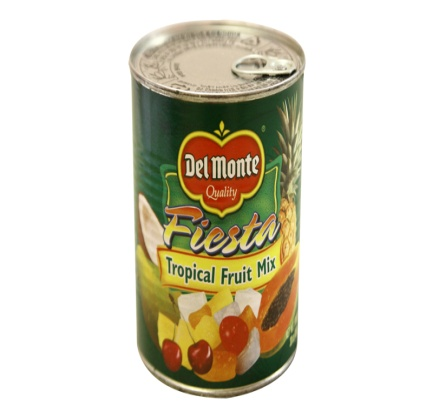 Del Monte
®
Quality
Fiesta
Tropical Fruit Mix